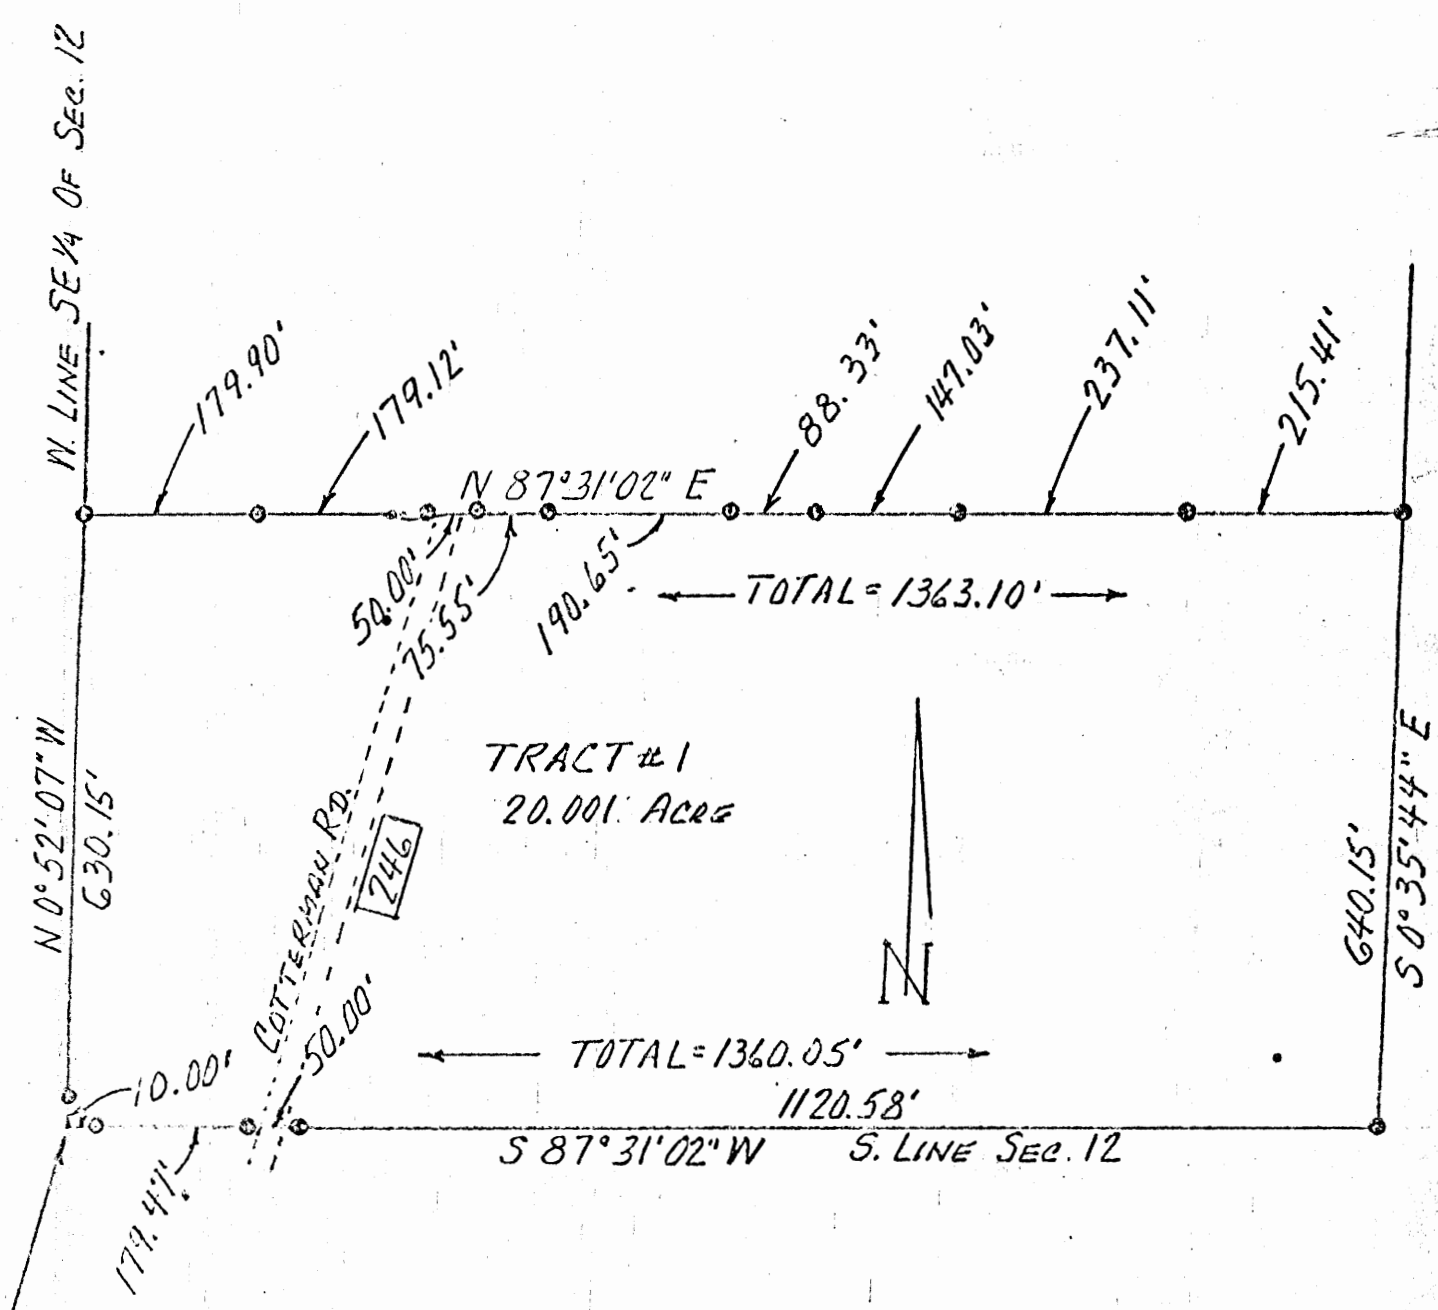 W. LINE SE 1/4 OF SEC. 12
179.90'
179.12'
88.33'
147.03'
237.11'
215.41'
N 87°31'02" E
50.00'
75.55'
190.65'
TOTAL = 1363.10'
TRACT #1
20.001 ACRE
N 0°52'07" W
630.15'
COTTERMAN RD.
246
640.15'
S 0°35'44" E
N
50.00'
10.00'
TOTAL = 1360.05'
1120.58'
S 87°31'02" W S. LINE SEC. 12
179.47'